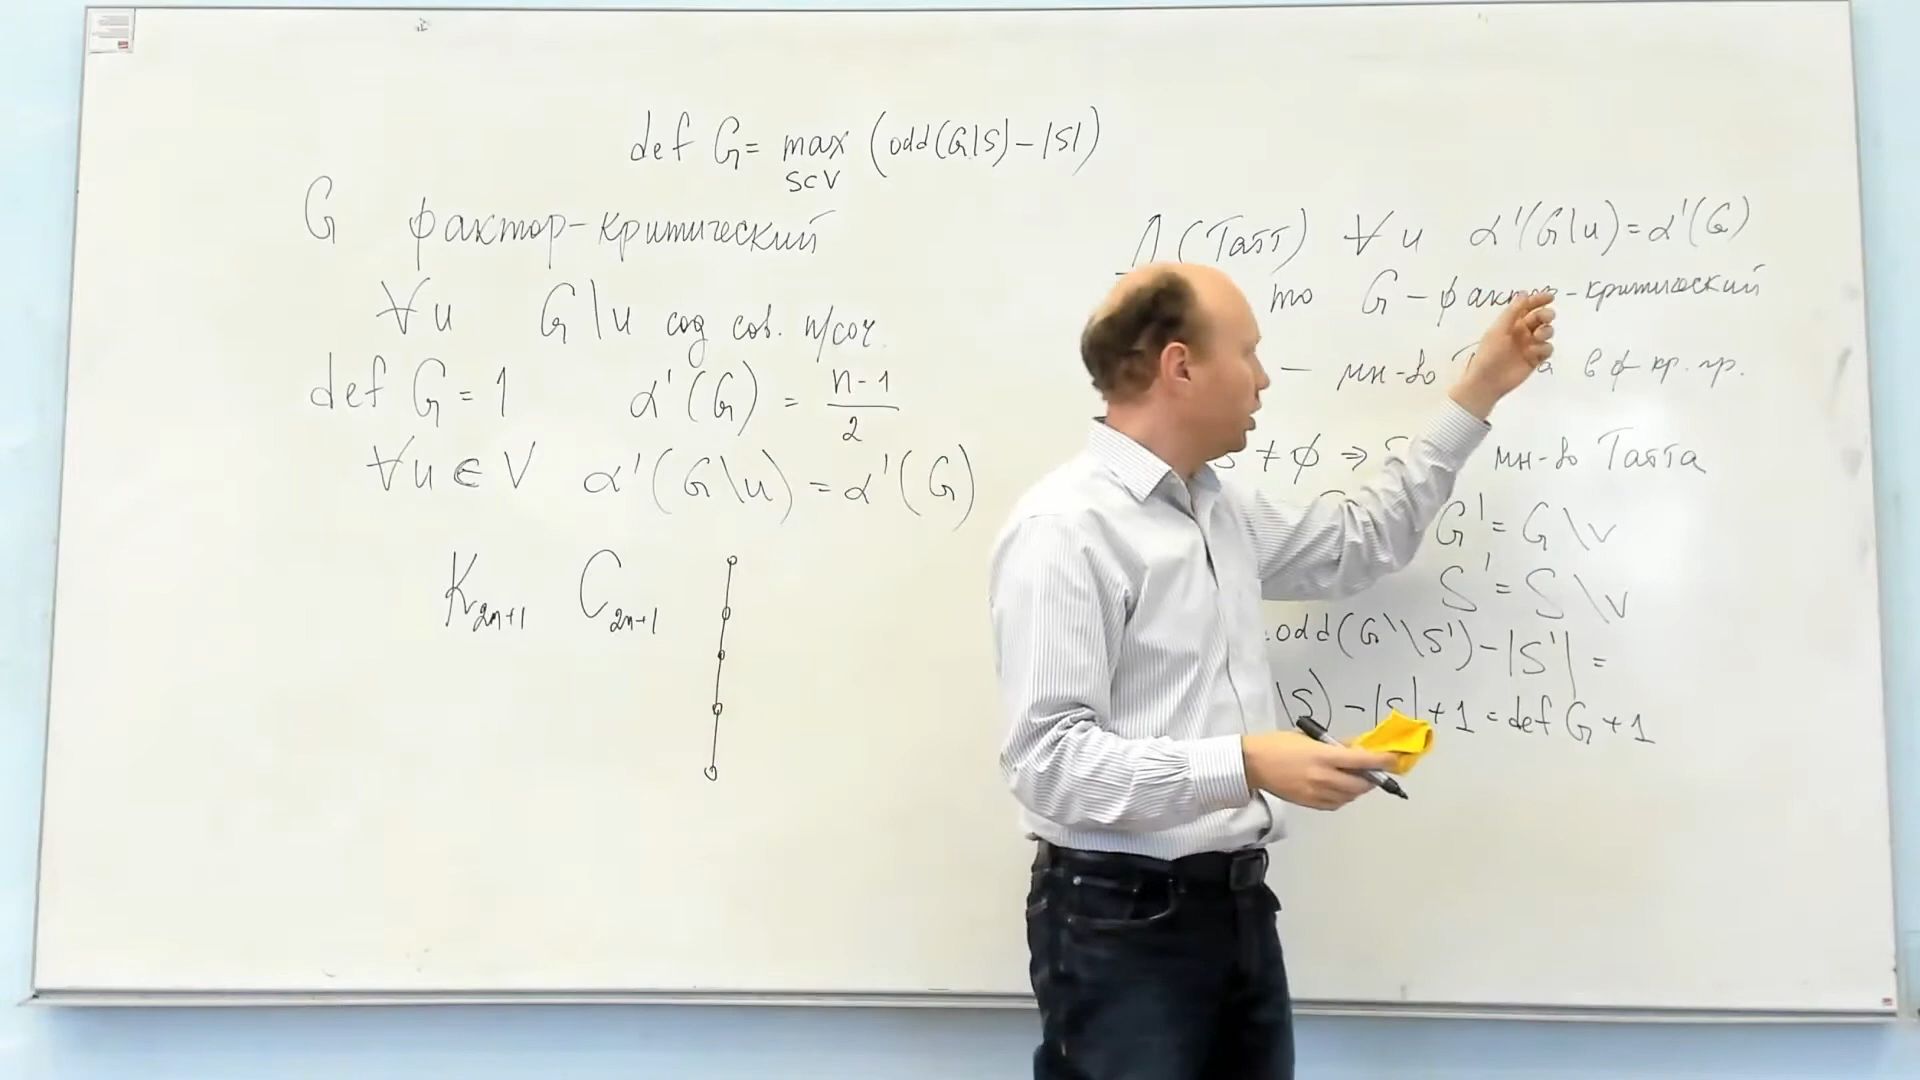 def G = max (odd(G\S) - |S|)
S⊂V
G фактор-критический
∀u G\u сод сов. п/соч.
def G = 1 α'(G) = n-1
2
∀u ∈ V α'(G\u) = α'(G)
K₂ₙ₊₁ C₂ₙ₊₁
Л (Татт) ∀ u α'(G\u) = α'(G)
то G - фактор-критический
— мн-во а в ф-кр. гр.
S ≠ ∅ ⇒ мн-во Татта
G' = G\v
S' = S\v
odd(G'\S') - |S'| =
\S) - |S| + 1 = def G + 1